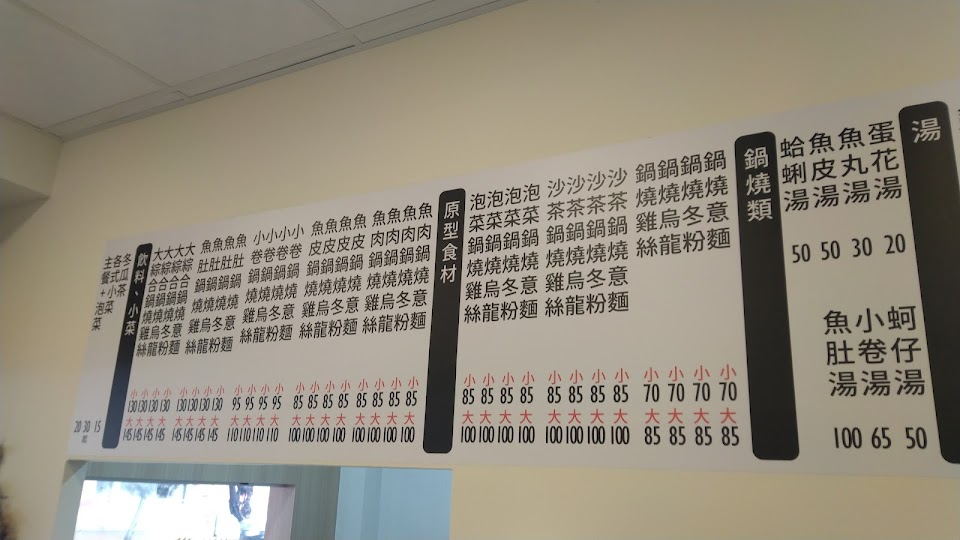 湯
蛋花湯 20
魚丸湯 30
魚皮湯 50
蛤蜊湯 50
蚵仔湯 50
小卷湯 65
魚肚湯 100
鍋燒類
鍋燒意麵 小70 大85
鍋燒冬粉 小70 大85
鍋燒烏龍 小70 大85
鍋燒雞絲 小70 大85
沙茶鍋燒意麵 小85 大100
沙茶鍋燒冬粉 小85 大100
沙茶鍋燒烏龍 小85 大100
沙茶鍋燒雞絲 小85 大100
泡菜鍋燒意麵 小85 大100
泡菜鍋燒冬粉 小85 大100
泡菜鍋燒烏龍 小85 大100
泡菜鍋燒雞絲 小85 大100
原型食材
魚肉鍋燒意麵 小85 大100
魚肉鍋燒冬粉 小85 大100
魚肉鍋燒烏龍 小85 大100
魚肉鍋燒雞絲 小85 大100
魚皮鍋燒意麵 小85 大100
魚皮鍋燒冬粉 小85 大100
魚皮鍋燒烏龍 小85 大100
魚皮鍋燒雞絲 小85 大100
小卷鍋燒意麵 小95 大110
小卷鍋燒冬粉 小95 大110
小卷鍋燒烏龍 小95 大110
小卷鍋燒雞絲 小95 大110
魚肚鍋燒意麵 小130 大145
魚肚鍋燒冬粉 小130 大145
魚肚鍋燒烏龍 小130 大145
魚肚鍋燒雞絲 小130 大145
大綜合鍋燒意麵 小130 大145
大綜合鍋燒冬粉 小130 大145
大綜合鍋燒烏龍 小130 大145
大綜合鍋燒雞絲 小130 大145
飲料、小菜
冬瓜茶 15
各式小菜 30
主餐+泡菜 20